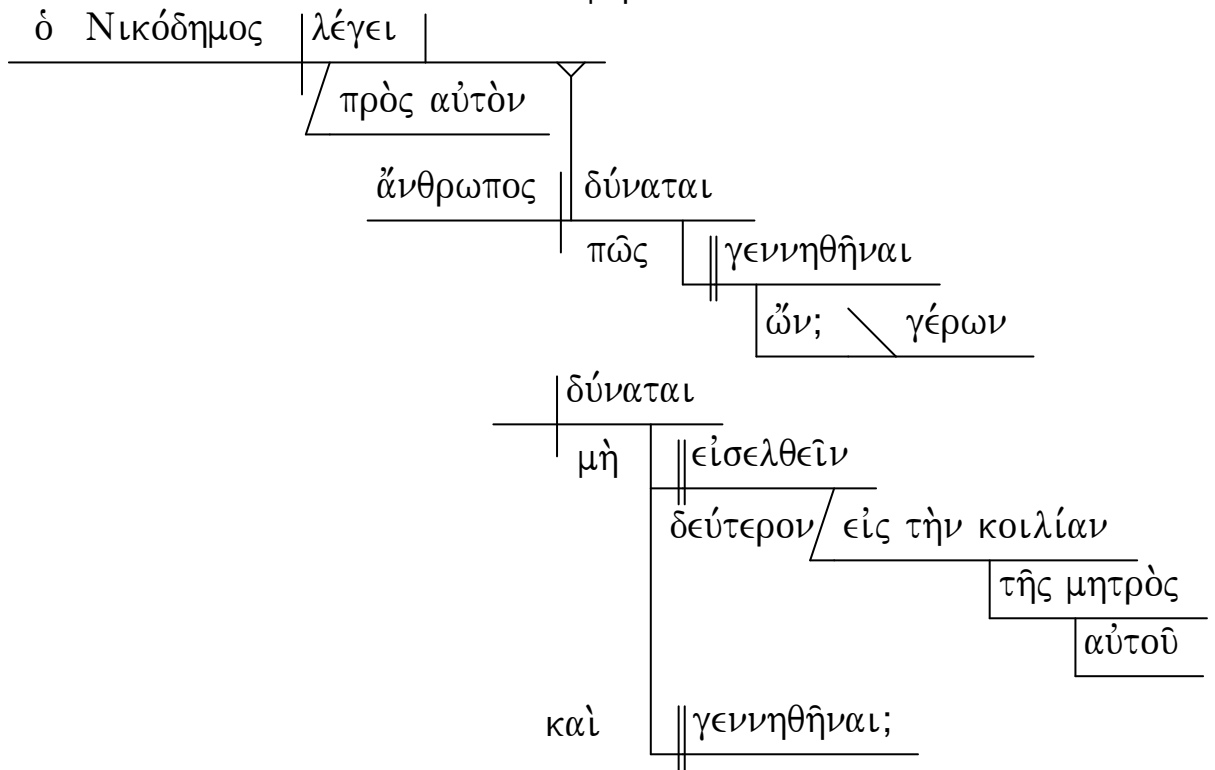 ὁ Νικόδημος λέγει
πρὸς αὐτὸν
ἄνθρωπος δύναται
πῶς γεννηθῆναι
ὤν; γέρων
δύναται
μὴ εἰσελθεῖν
δεύτερον εἰς τὴν κοιλίαν
τῆς μητρὸς
αὐτοῦ
καὶ γεννηθῆναι;